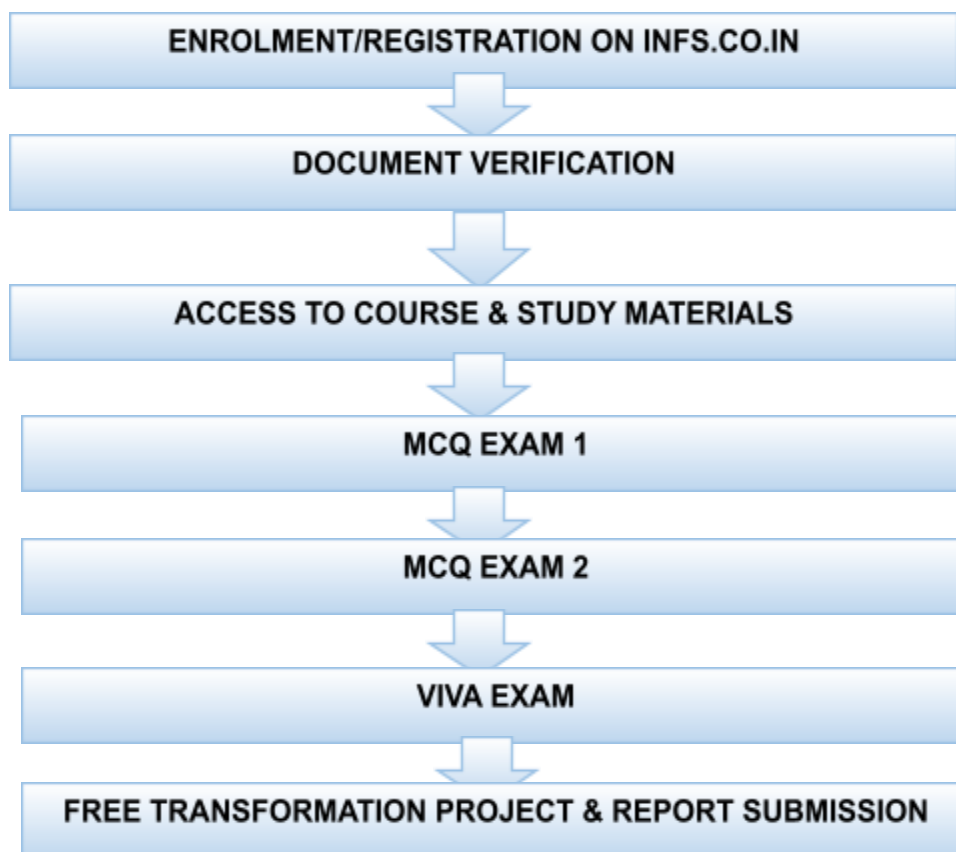 ENROLMENT/REGISTRATION ON INFS.CO.IN
DOCUMENT VERIFICATION
ACCESS TO COURSE & STUDY MATERIALS
MCQ EXAM 1
MCQ EXAM 2
VIVA EXAM
FREE TRANSFORMATION PROJECT & REPORT SUBMISSION